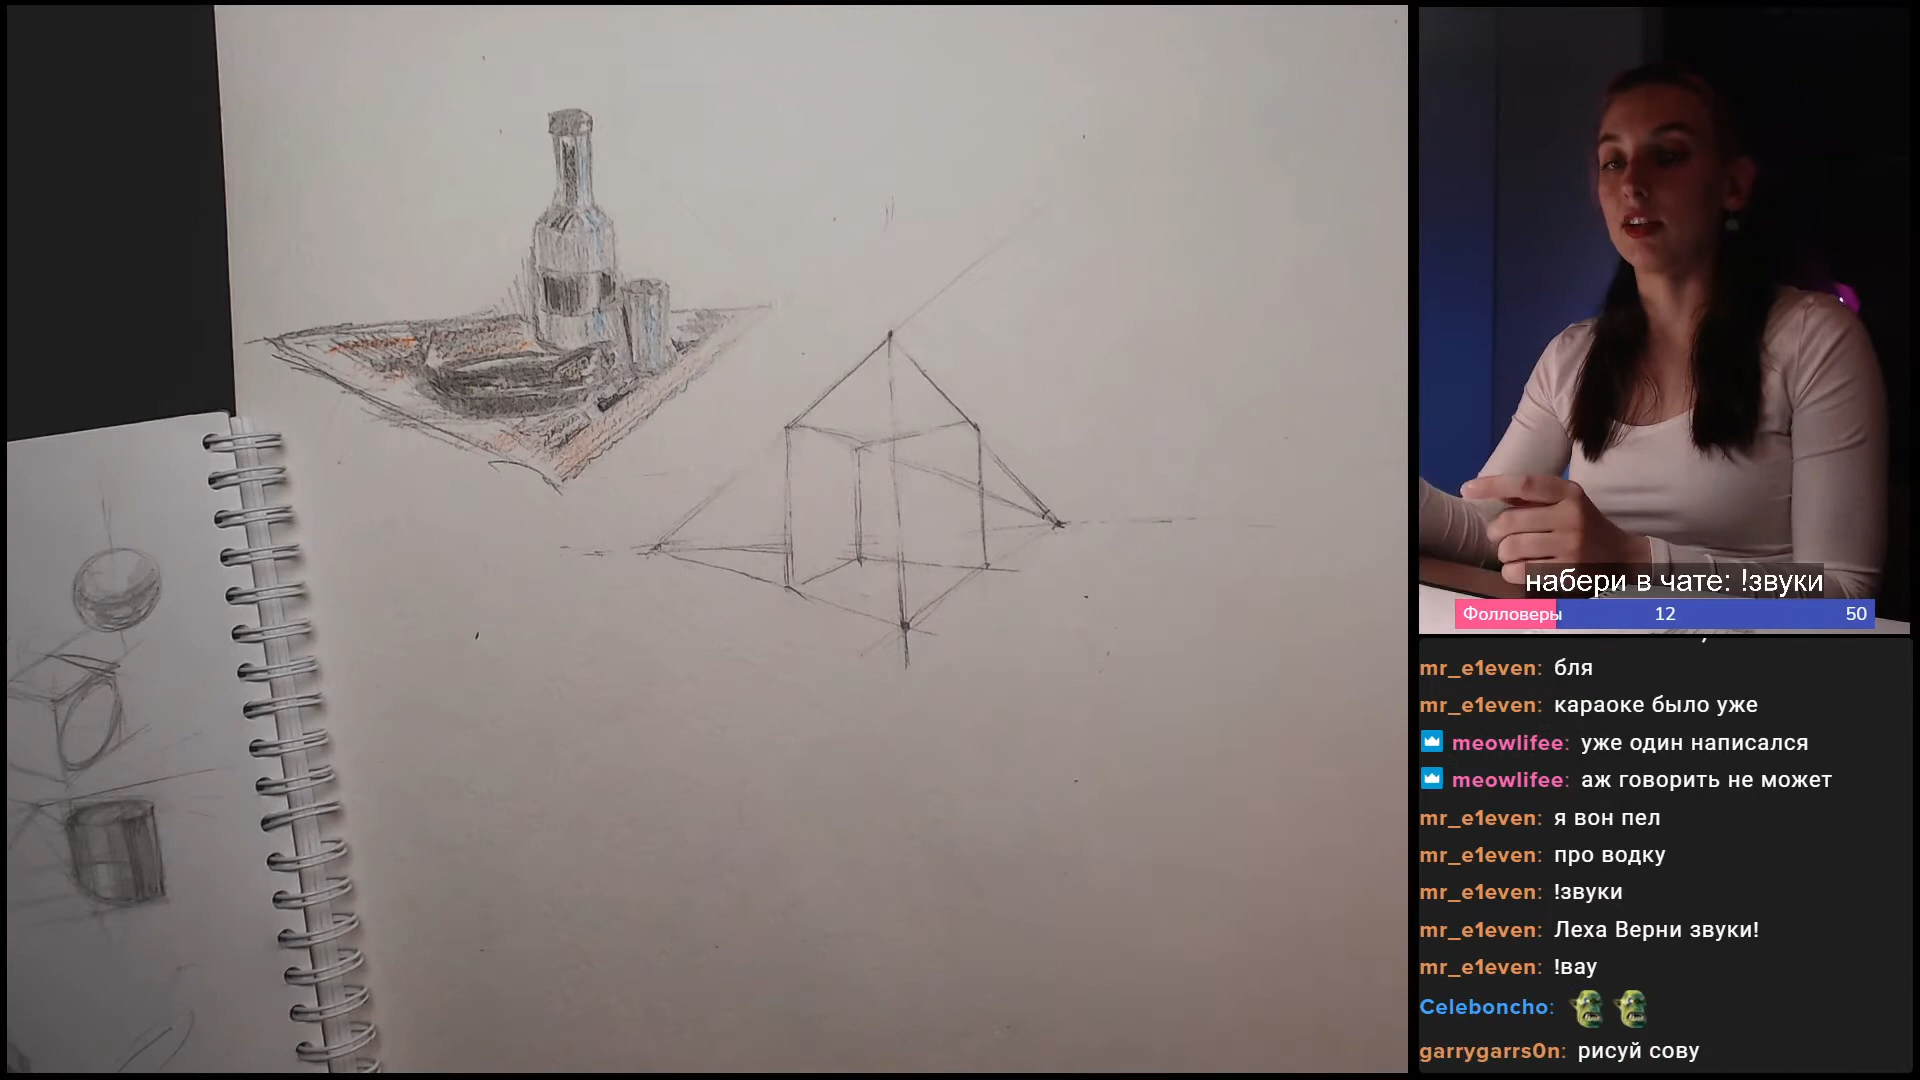 набери в чате: !звуки
Фолловеры 12 50
mr_e1even: бля
mr_e1even: караоке было уже
meowlifee: уже один написался
meowlifee: аж говорить не может
mr_e1even: я вон пел
mr_e1even: про водку
mr_e1even: !звуки
mr_e1even: Леха Верни звуки!
mr_e1even: !вау
Celeboncho:
garrygarrs0n: рисуй сову